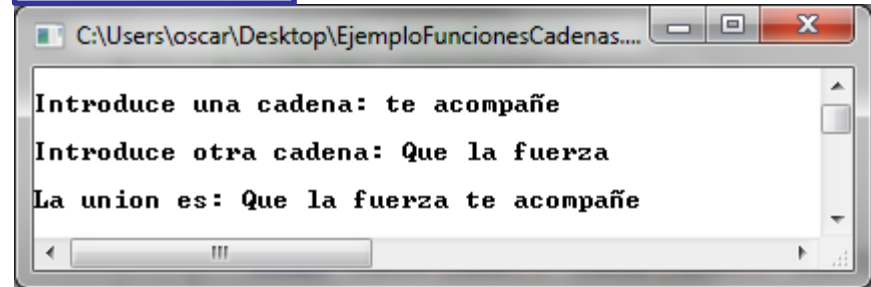 C:\Users\oscar\Desktop\EjemploFuncionesCadenas....
Introduce una cadena: te acompañe
Introduce otra cadena: Que la fuerza
La union es: Que la fuerza te acompañe